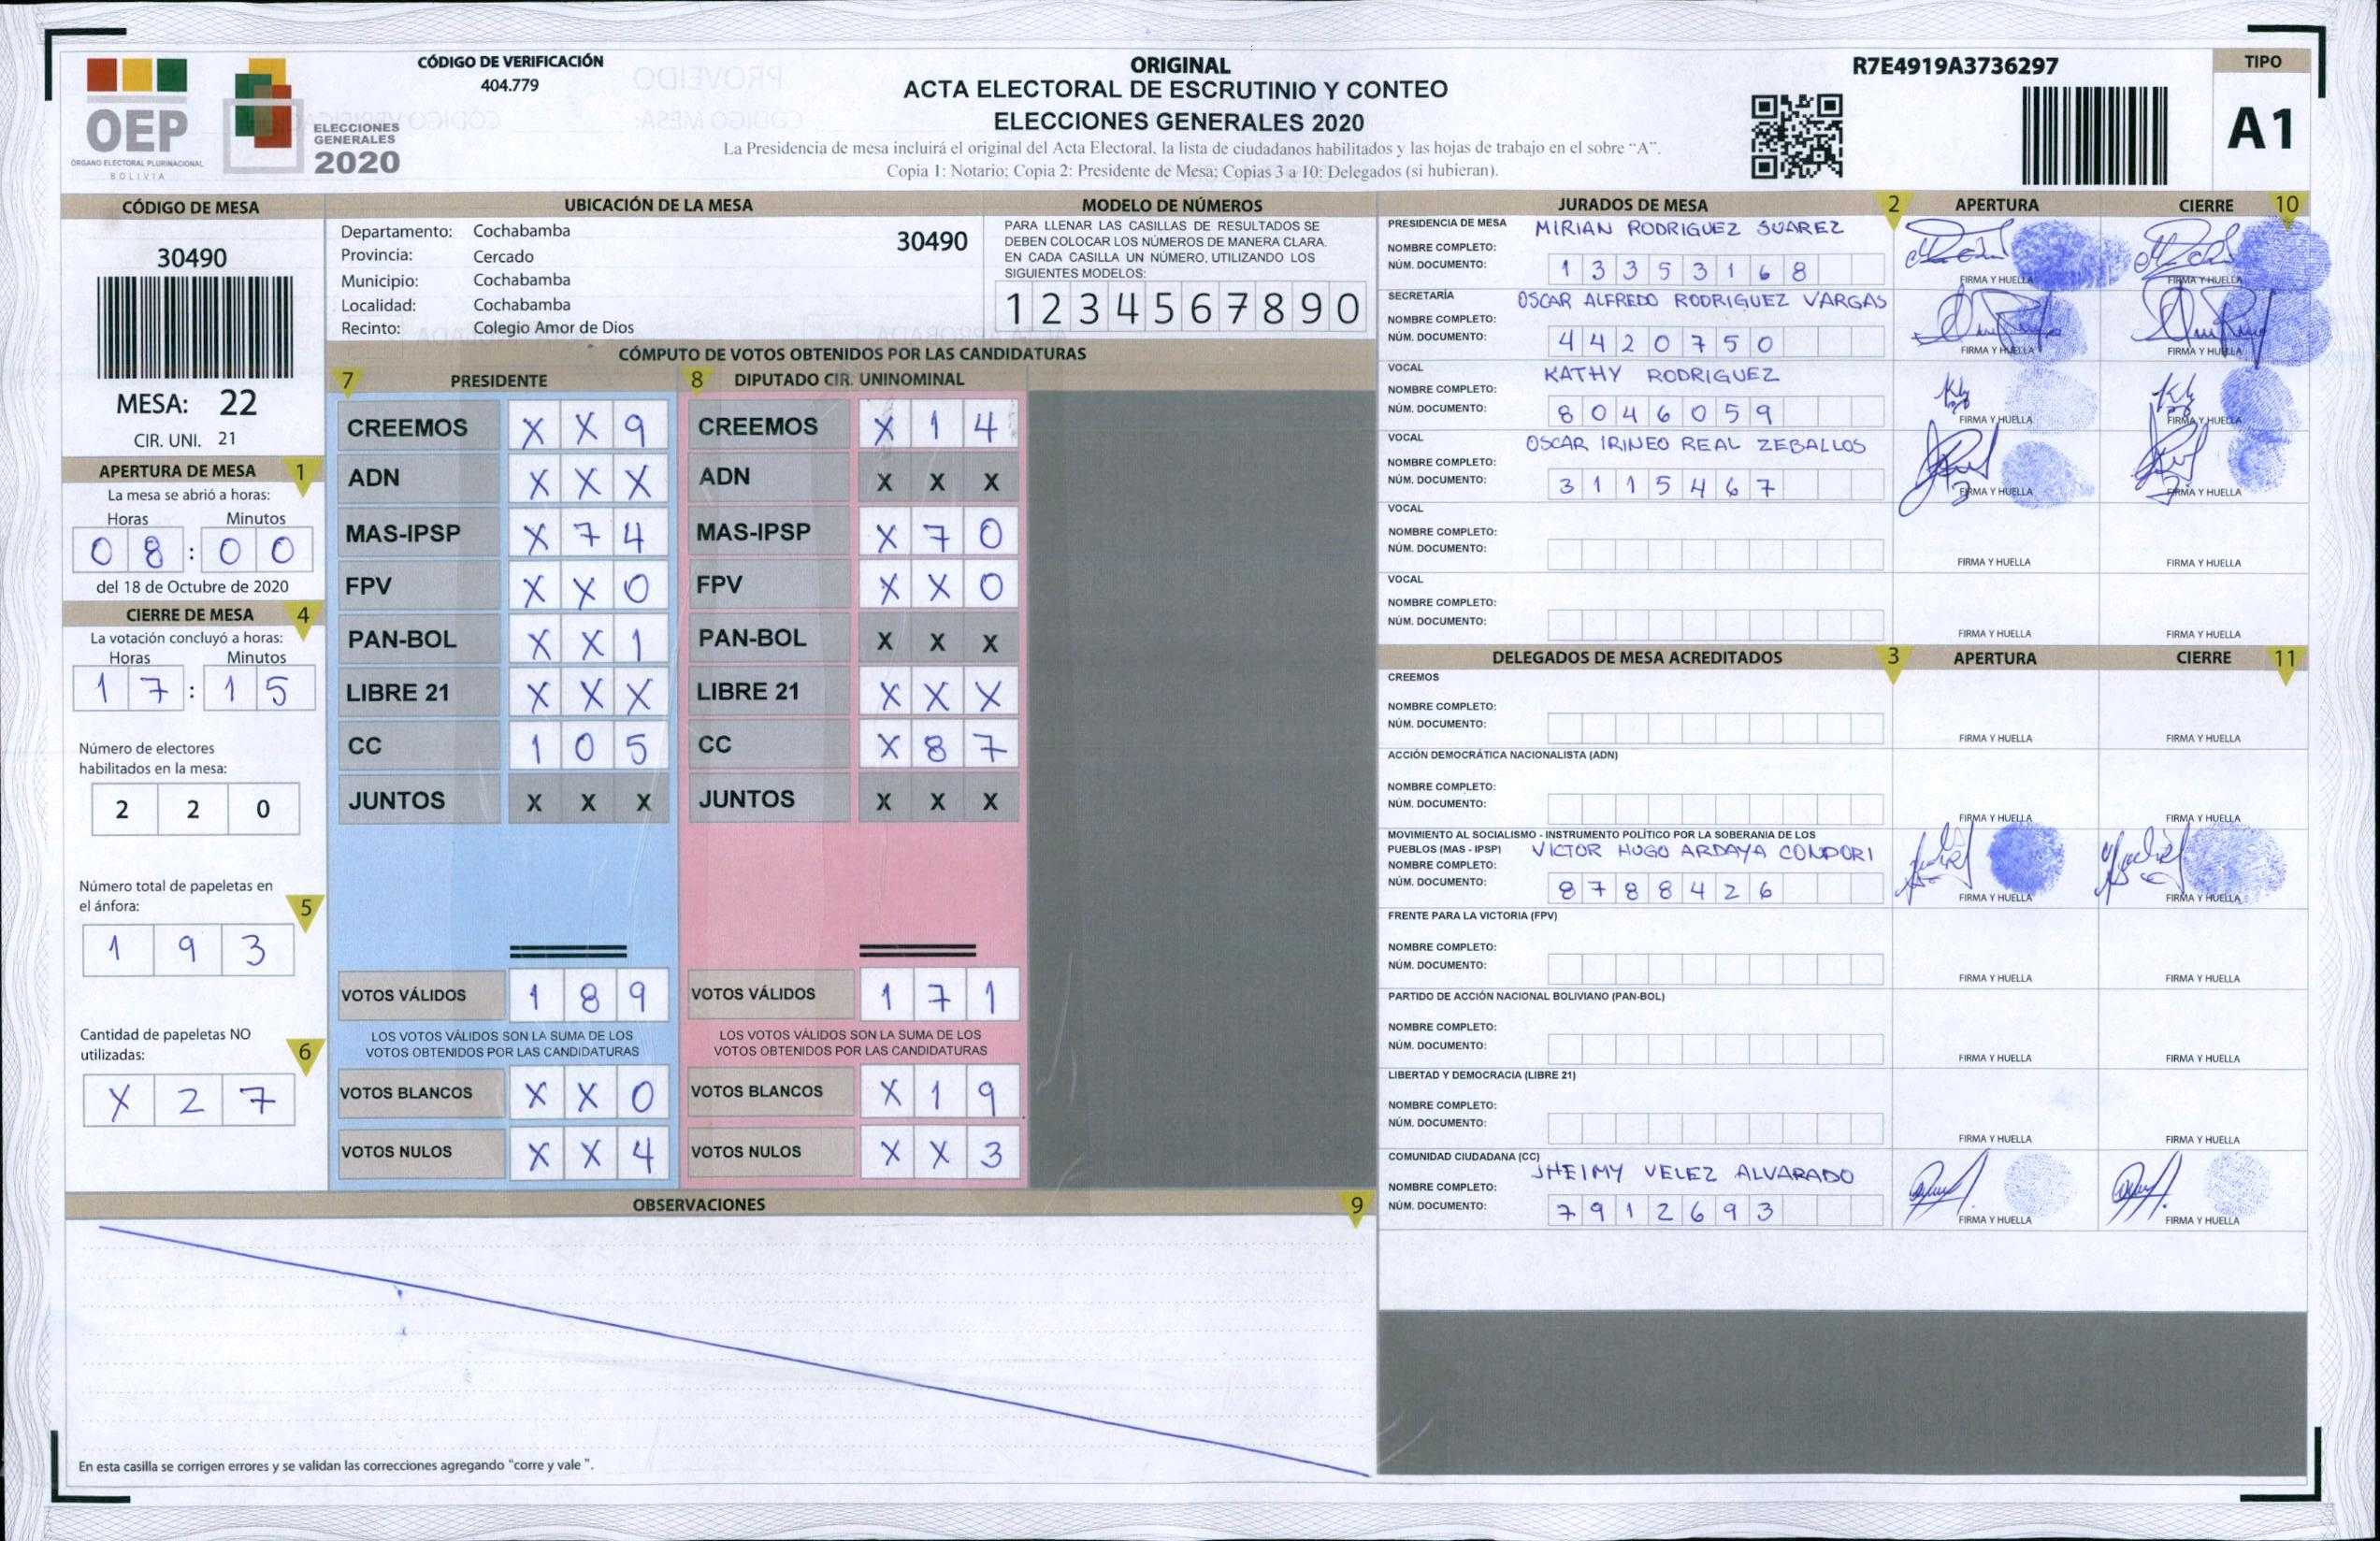 OEP
ÓRGANO ELECTORAL PLURINACIONAL
BOLIVIA
ELECCIONES
GENERALES
2020
CÓDIGO DE VERIFICACIÓN
404.779
ORIGINAL
ACTA ELECTORAL DE ESCRUTINIO Y CONTEO
ELECCIONES GENERALES 2020
La Presidencia de mesa incluirá el original del Acta Electoral, la lista de ciudadanos habilitados y las hojas de trabajo en el sobre "A".
Copia 1: Notario; Copia 2: Presidente de Mesa; Copias 3 a 10: Delegados (si hubieran).
R7E4919A3736297
TIPO
A1
CÓDIGO DE MESA
30490
MESA: 22
CIR. UNI. 21
APERTURA DE MESA 1
La mesa se abrió a horas:
Horas Minutos
0 8 : 0 0
del 18 de Octubre de 2020
CIERRE DE MESA 4
La votación concluyó a horas:
Horas Minutos
1 7 : 1 5
Número de electores
habilitados en la mesa:
2 2 0
Número total de papeletas en
el ánfora: 5
1 9 3
Cantidad de papeletas NO
utilizadas: 6
X 2 7
UBICACIÓN DE LA MESA
Departamento: Cochabamba
30490
Provincia: Cercado
Municipio: Cochabamba
Localidad: Cochabamba
Recinto: Colegio Amor de Dios
MODELO DE NÚMEROS
PARA LLENAR LAS CASILLAS DE RESULTADOS SE
DEBEN COLOCAR LOS NÚMEROS DE MANERA CLARA.
EN CADA CASILLA UN NÚMERO, UTILIZANDO LOS
SIGUIENTES MODELOS:
1 2 3 4 5 6 7 8 9 0
CÓMPUTO DE VOTOS OBTENIDOS POR LAS CANDIDATURAS
7 PRESIDENTE
CREEMOS X X 9
ADN X X X
MAS-IPSP X 7 4
FPV X X 0
PAN-BOL X X 1
LIBRE 21 X X X
CC 1 0 5
JUNTOS X X X
VOTOS VÁLIDOS 1 8 9
LOS VOTOS VÁLIDOS SON LA SUMA DE LOS
VOTOS OBTENIDOS POR LAS CANDIDATURAS
VOTOS BLANCOS X X 0
VOTOS NULOS X X 4
8 DIPUTADO CIR. UNINOMINAL
CREEMOS X 1 4
ADN X X X
MAS-IPSP X 7 0
FPV X X 0
PAN-BOL X X X
LIBRE 21 X X X
CC X 8 7
JUNTOS X X X
VOTOS VÁLIDOS 1 7 1
LOS VOTOS VÁLIDOS SON LA SUMA DE LOS
VOTOS OBTENIDOS POR LAS CANDIDATURAS
VOTOS BLANCOS X 1 9
VOTOS NULOS X X 3
OBSERVACIONES 9
En esta casilla se corrigen errores y se validan las correcciones agregando "corre y vale ".
JURADOS DE MESA 2 APERTURA CIERRE 10
PRESIDENCIA DE MESA MIRIAN RODRIGUEZ SUAREZ
NOMBRE COMPLETO:
NÚM. DOCUMENTO: 1 3 3 5 3 1 6 8
FIRMA Y HUELLA FIRMA Y HUELLA
SECRETARÍA OSCAR ALFREDO RODRIGUEZ VARGAS
NOMBRE COMPLETO:
NÚM. DOCUMENTO: 4 4 2 0 7 5 0
FIRMA Y HUELLA FIRMA Y HUELLA
VOCAL KATHY RODRIGUEZ
NOMBRE COMPLETO:
NÚM. DOCUMENTO: 8 0 4 6 0 5 9
FIRMA Y HUELLA FIRMA Y HUELLA
VOCAL OSCAR IRINEO REAL ZEBALLOS
NOMBRE COMPLETO:
NÚM. DOCUMENTO: 3 1 1 5 4 6 7
FIRMA Y HUELLA FIRMA Y HUELLA
VOCAL
NOMBRE COMPLETO:
NÚM. DOCUMENTO:
FIRMA Y HUELLA FIRMA Y HUELLA
VOCAL
NOMBRE COMPLETO:
NÚM. DOCUMENTO:
FIRMA Y HUELLA FIRMA Y HUELLA
DELEGADOS DE MESA ACREDITADOS 3 APERTURA CIERRE 11
CREEMOS
NOMBRE COMPLETO:
NÚM. DOCUMENTO:
FIRMA Y HUELLA FIRMA Y HUELLA
ACCIÓN DEMOCRÁTICA NACIONALISTA (ADN)
NOMBRE COMPLETO:
NÚM. DOCUMENTO:
FIRMA Y HUELLA FIRMA Y HUELLA
MOVIMIENTO AL SOCIALISMO - INSTRUMENTO POLÍTICO POR LA SOBERANIA DE LOS
PUEBLOS (MAS - IPSP) VICTOR HUGO ARDAYA CONDORI
NOMBRE COMPLETO:
NÚM. DOCUMENTO: 8 7 8 8 4 2 6
FIRMA Y HUELLA FIRMA Y HUELLA
FRENTE PARA LA VICTORIA (FPV)
NOMBRE COMPLETO:
NÚM. DOCUMENTO:
FIRMA Y HUELLA FIRMA Y HUELLA
PARTIDO DE ACCIÓN NACIONAL BOLIVIANO (PAN-BOL)
NOMBRE COMPLETO:
NÚM. DOCUMENTO:
FIRMA Y HUELLA FIRMA Y HUELLA
LIBERTAD Y DEMOCRACIA (LIBRE 21)
NOMBRE COMPLETO:
NÚM. DOCUMENTO:
FIRMA Y HUELLA FIRMA Y HUELLA
COMUNIDAD CIUDADANA (CC) JHEIMY VELEZ ALVARADO
NOMBRE COMPLETO:
NÚM. DOCUMENTO: 7 9 1 2 6 9 3
FIRMA Y HUELLA FIRMA Y HUELLA